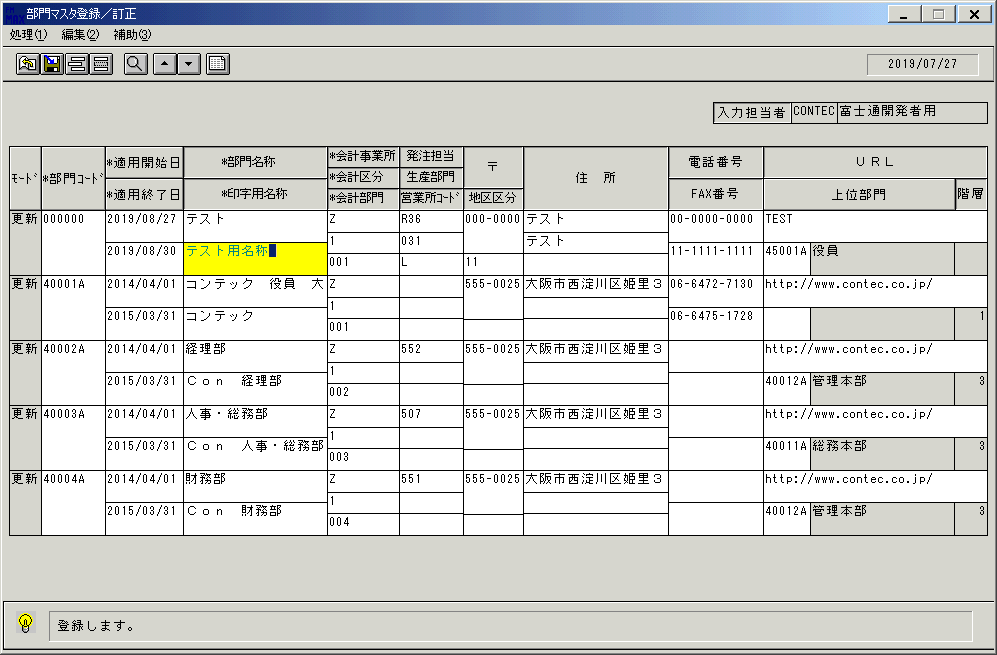 部門マスタ登録／訂正
処理(1) 編集(2) 補助(3)
2019/07/27
入力担当者 CONTEC 富士通開発者用
ﾓｰﾄﾞ *部門ｺｰﾄﾞ *適用開始日 *部門名称 *会計事業所 発注担当 〒 住　所 電話番号 ＵＲＬ
*会計区分 生産部門
*適用終了日 *印字用名称 *会計部門 営業所ｺｰﾄﾞ 地区区分 FAX番号 上位部門 階層
更新 000000 2019/08/27 テスト Z R36 000-0000 テスト 00-0000-0000 TEST
1 031 テスト
2019/08/30 テスト用名称 001 L 11 11-1111-1111 45001A 役員
更新 40001A 2014/04/01 コンテック　役員　大 Z 555-0025 大阪市西淀川区姫里３ 06-6472-7130 http://www.contec.co.jp/
1
2015/03/31 コンテック 001 06-6475-1728 1
更新 40002A 2014/04/01 経理部 Z 552 555-0025 大阪市西淀川区姫里３ http://www.contec.co.jp/
1
2015/03/31 Ｃｏｎ　経理部 002 40012A 管理本部 3
更新 40003A 2014/04/01 人事・総務部 Z 507 555-0025 大阪市西淀川区姫里３ http://www.contec.co.jp/
1
2015/03/31 Ｃｏｎ　人事・総務部 003 40011A 総務本部 3
更新 40004A 2014/04/01 財務部 Z 551 555-0025 大阪市西淀川区姫里３ http://www.contec.co.jp/
1
2015/03/31 Ｃｏｎ　財務部 004 40012A 管理本部 3
登録します。